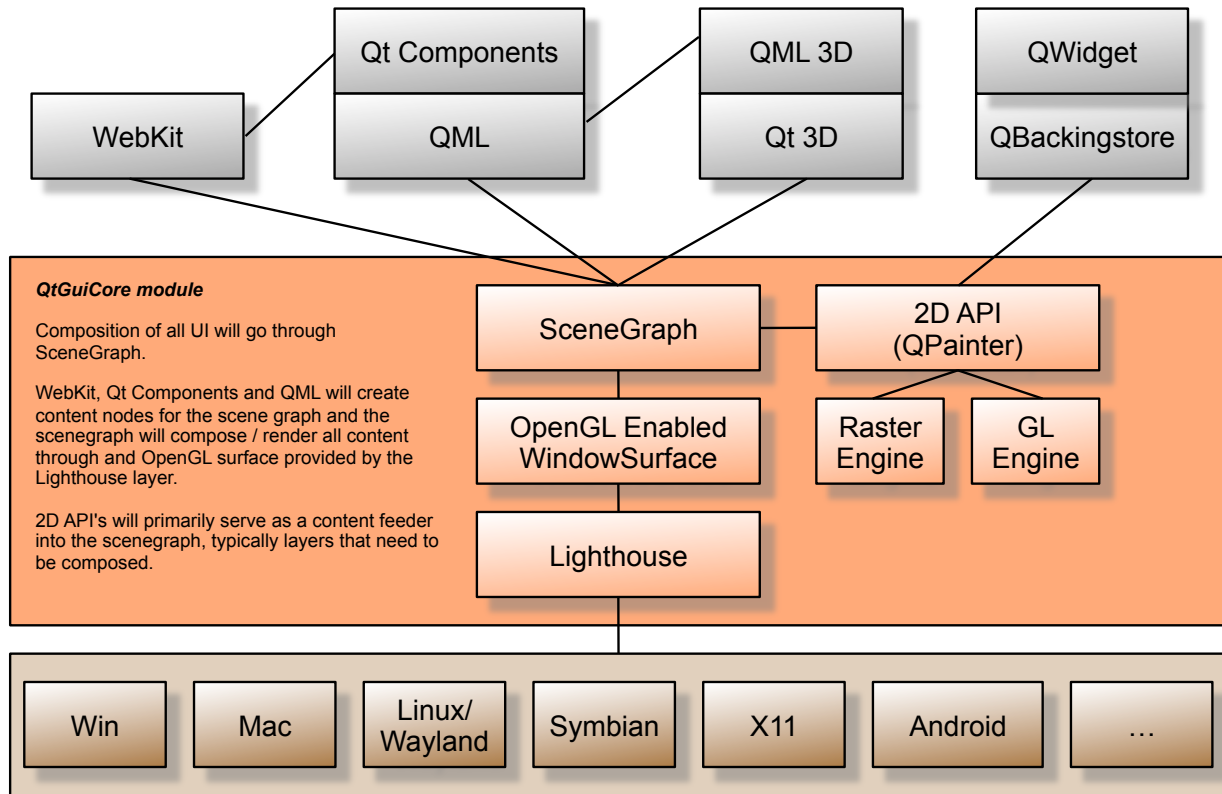 Qt Components
QML 3D
QWidget
WebKit
QML
Qt 3D
QBackingstore
QtGuiCore module
Composition of all UI will go through
SceneGraph.
WebKit, Qt Components and QML will create
content nodes for the scene graph and the
scenegraph will compose / render all content
through and OpenGL surface provided by the
Lighthouse layer.
2D API's will primarily serve as a content feeder
into the scenegraph, typically layers that need to
be composed.
SceneGraph
2D API
(QPainter)
OpenGL Enabled
WindowSurface
Raster
Engine
GL
Engine
Lighthouse
Win
Mac
Linux/
Wayland
Symbian
X11
Android
...